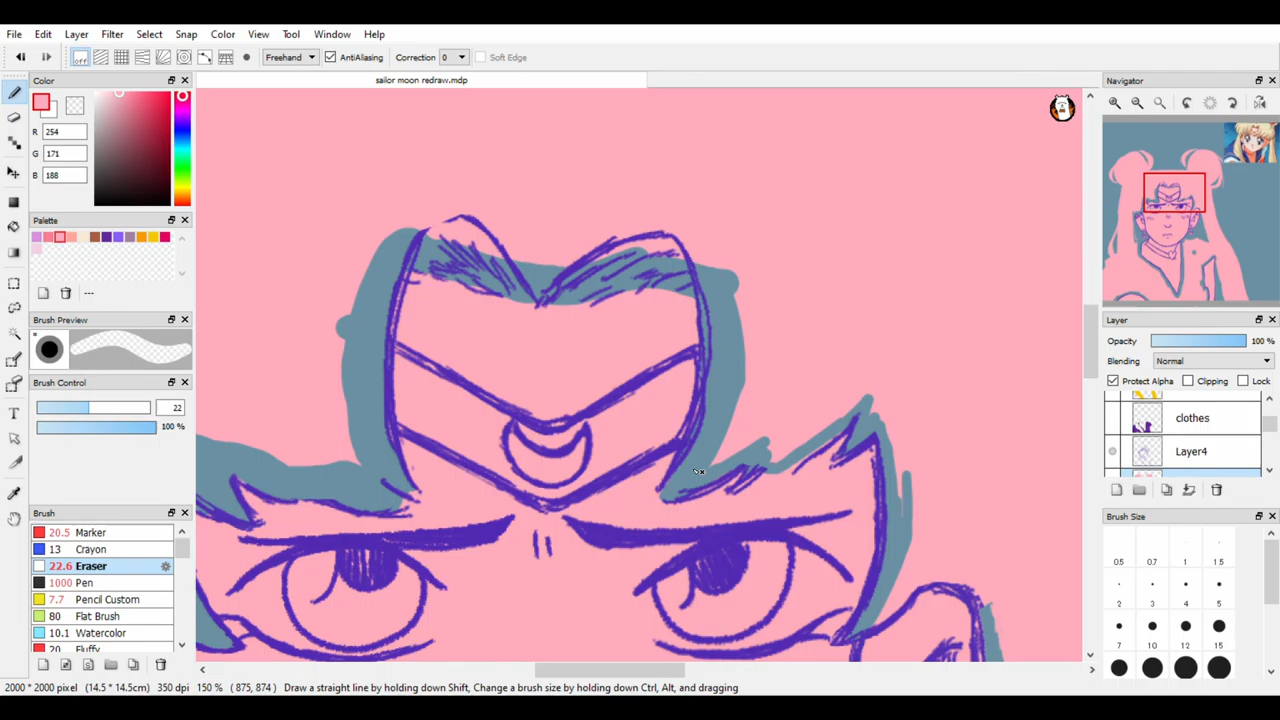 File Edit Layer Filter Select Snap Color View Tool Window Help
off Freehand AntiAliasing Correction 0 Soft Edge
Color
sailor moon redraw.mdp
Navigator
R 254
G 171
B 188
Palette
---
Brush Preview
Brush Control
22
100 %
Brush
20.5 Marker
13 Crayon
22.6 Eraser
1000 Pen
7.7 Pencil Custom
80 Flat Brush
10.1 Watercolor
20 Fluffy
Layer
Opacity 100 %
Blending Normal
Protect Alpha Clipping Lock
clothes
Layer4
Brush Size
0.5 0.7 1 1.5
2 3 4 5
7 10 12 15
2000 * 2000 pixel (14.5 * 14.5cm) 350 dpi 150 % ( 875, 874 ) Draw a straight line by holding down Shift, Change a brush size by holding down Ctrl, Alt, and dragging